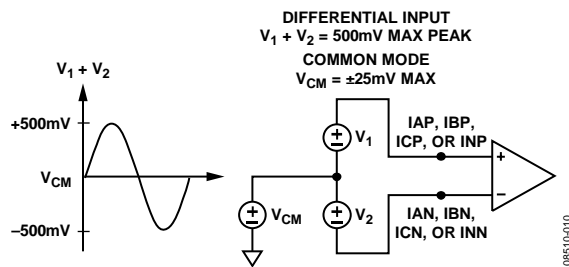 DIFFERENTIAL INPUT
V1 + V2 = 500mV MAX PEAK
COMMON MODE
VCM = ±25mV MAX
V1 + V2
+500mV
VCM
–500mV
V1
V2
VCM
IAP, IBP,
ICP, OR INP
+
–
IAN, IBN,
ICN, OR INN
08510-010